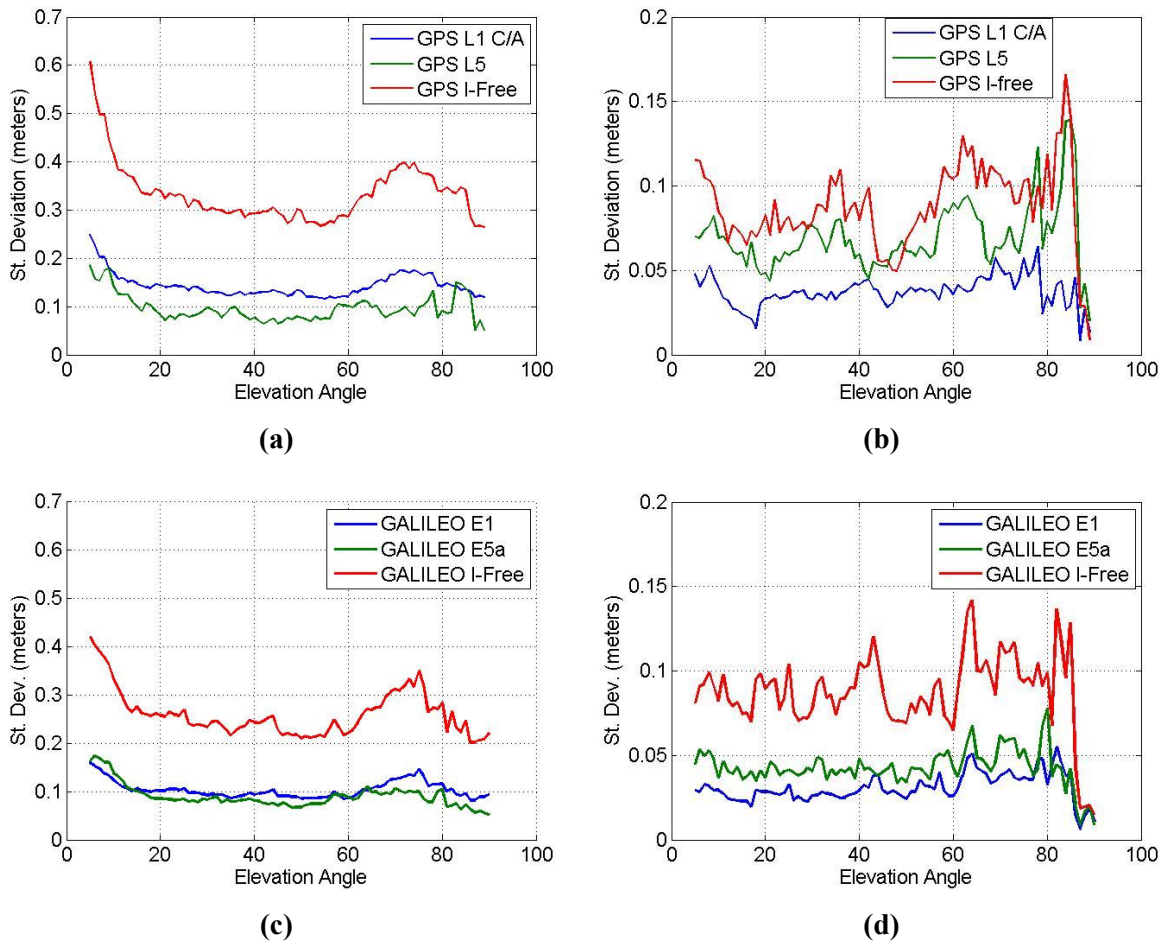 0.7
0.6
0.5
0.4
0.3
0.2
0.1
0
St. Deviation (meters)
GPS L1 C/A
GPS L5
GPS I-Free
0 20 40 60 80 100
Elevation Angle
(a)
0.2
0.15
0.1
0.05
0
St. Deviation (meters)
GPS L1 C/A
GPS L5
GPS I-free
0 20 40 60 80 100
Elevation Angle
(b)
0.7
0.6
0.5
0.4
0.3
0.2
0.1
0
St. Dev. (meters)
GALILEO E1
GALILEO E5a
GALILEO I-Free
0 20 40 60 80 100
Elevation Angle
(c)
0.2
0.15
0.1
0.05
0
St. Dev. (meters)
GALILEO E1
GALILEO E5a
GALILEO I-Free
0 20 40 60 80 100
Elevation Angle
(d)